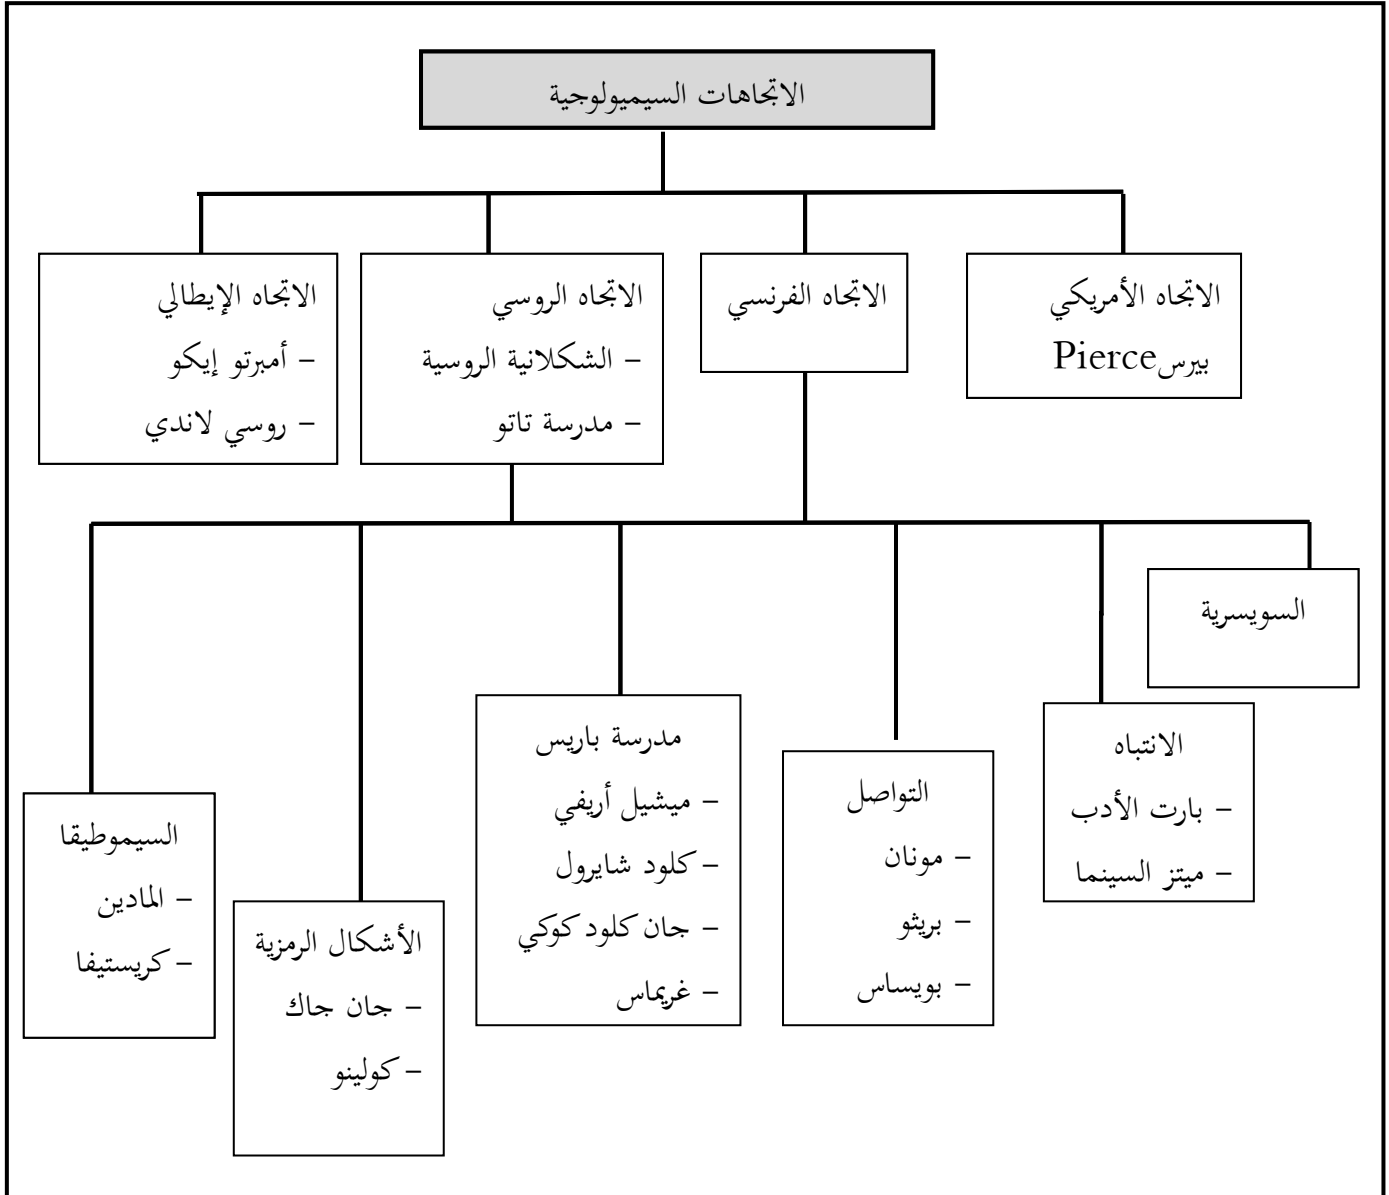 الاتجاهات السيميولوجية
الاتجاه الأمريكي
بيرسPierce
الاتجاه الفرنسي
الاتجاه الروسي
– الشكلانية الروسية
– مدرسة تاتو
الاتجاه الإيطالي
– أمبرتو إيكو
– روسي لاندي
السويسرية
الانتباه
– بارت الأدب
– ميتز السينما
التواصل
– مونان
– بريثو
– بويساس
مدرسة باريس
– ميشيل أريفي
– كلود شايرول
– جان كلود كوكي
– غريماس
الأشكال الرمزية
– جان جاك
– كولينو
السيموطيقا
– المادين
– كريستيفا